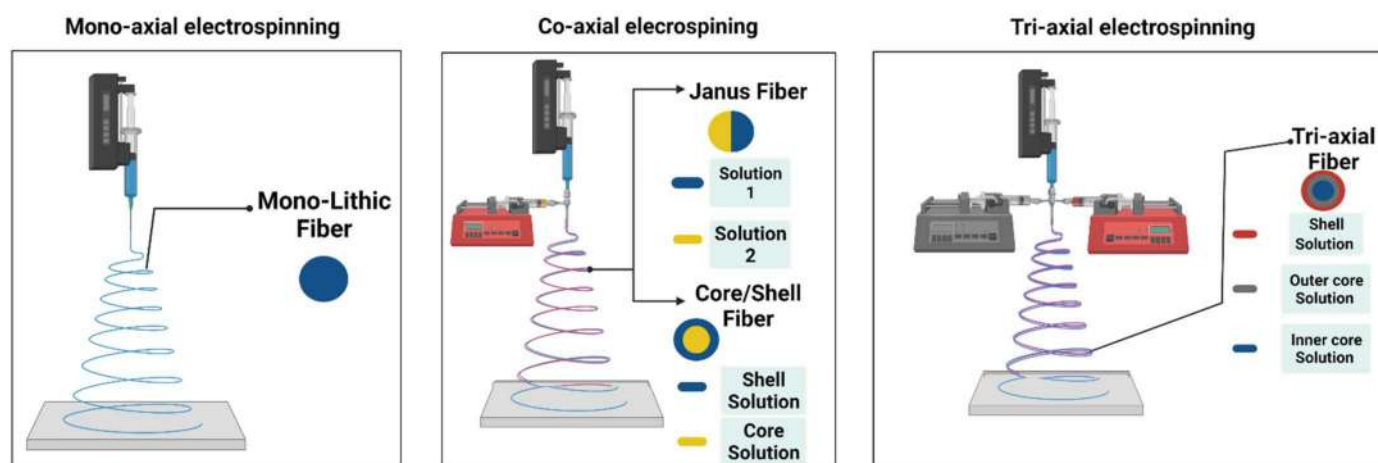 Mono-axial electrospinning
Mono-Lithic
Fiber
Co-axial elecrospining
Janus Fiber
Solution
1
Solution
2
Core/Shell
Fiber
Shell
Solution
Core
Solution
Tri-axial electrospinning
Tri-axial
Fiber
Shell
Solution
Outer core
Solution
Inner core
Solution